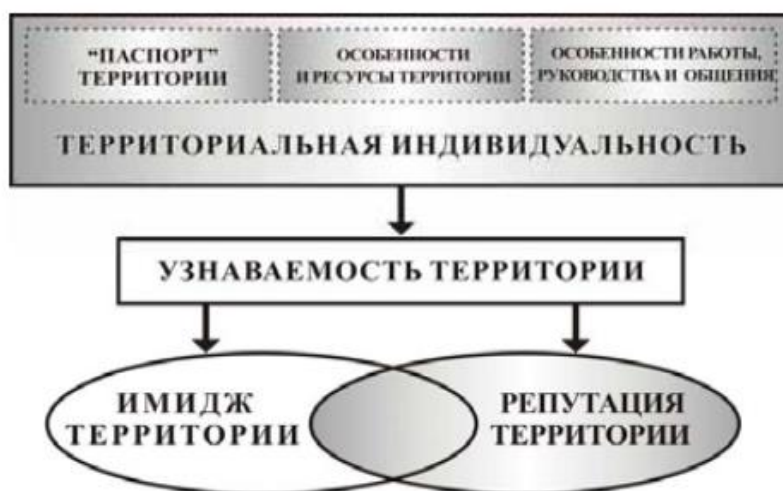 “ПАСПОРТ”
ТЕРРИТОРИИ
ОСОБЕННОСТИ
И РЕСУРСЫ ТЕРРИТОРИИ
ОСОБЕННОСТИ РАБОТЫ,
РУКОВОДСТВА И ОБЩЕНИЯ
ТЕРРИТОРИАЛЬНАЯ ИНДИВИДУАЛЬНОСТЬ
УЗНАВАЕМОСТЬ ТЕРРИТОРИИ
ИМИДЖ
ТЕРРИТОРИИ
РЕПУТАЦИЯ
ТЕРРИТОРИИ